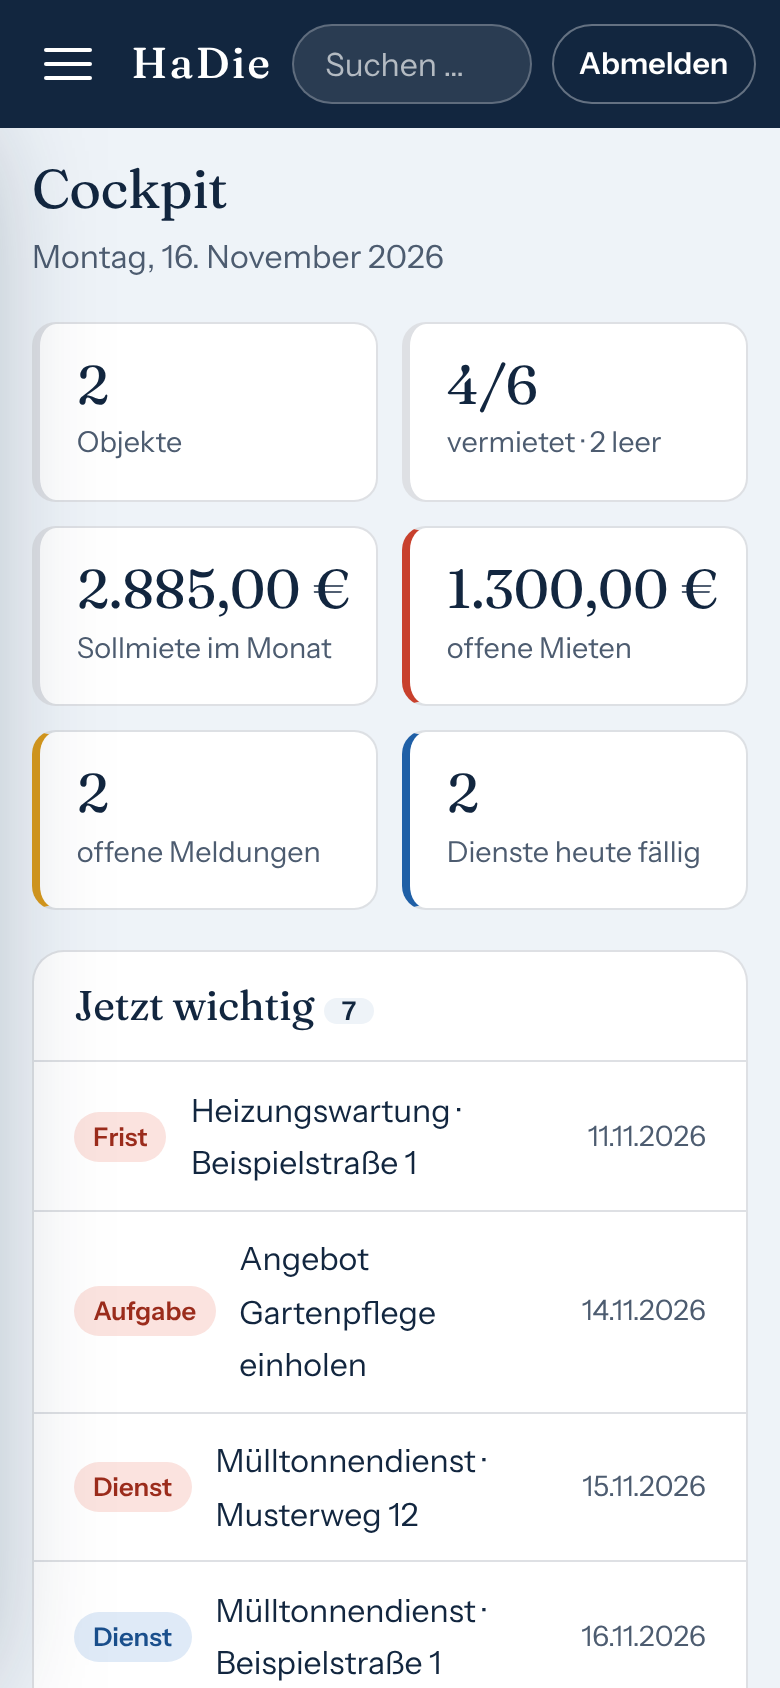 HaDie
Suchen ...
Abmelden
Cockpit
Montag, 16. November 2026
2
Objekte
4/6
vermietet · 2 leer
2.885,00 €
Sollmiete im Monat
1.300,00 €
offene Mieten
2
offene Meldungen
2
Dienste heute fällig
Jetzt wichtig 7
Frist
Heizungswartung ·
Beispielstraße 1
11.11.2026
Aufgabe
Angebot
Gartenpflege
einholen
14.11.2026
Dienst
Mülltonnendienst ·
Musterweg 12
15.11.2026
Dienst
Mülltonnendienst ·
Beispielstraße 1
16.11.2026